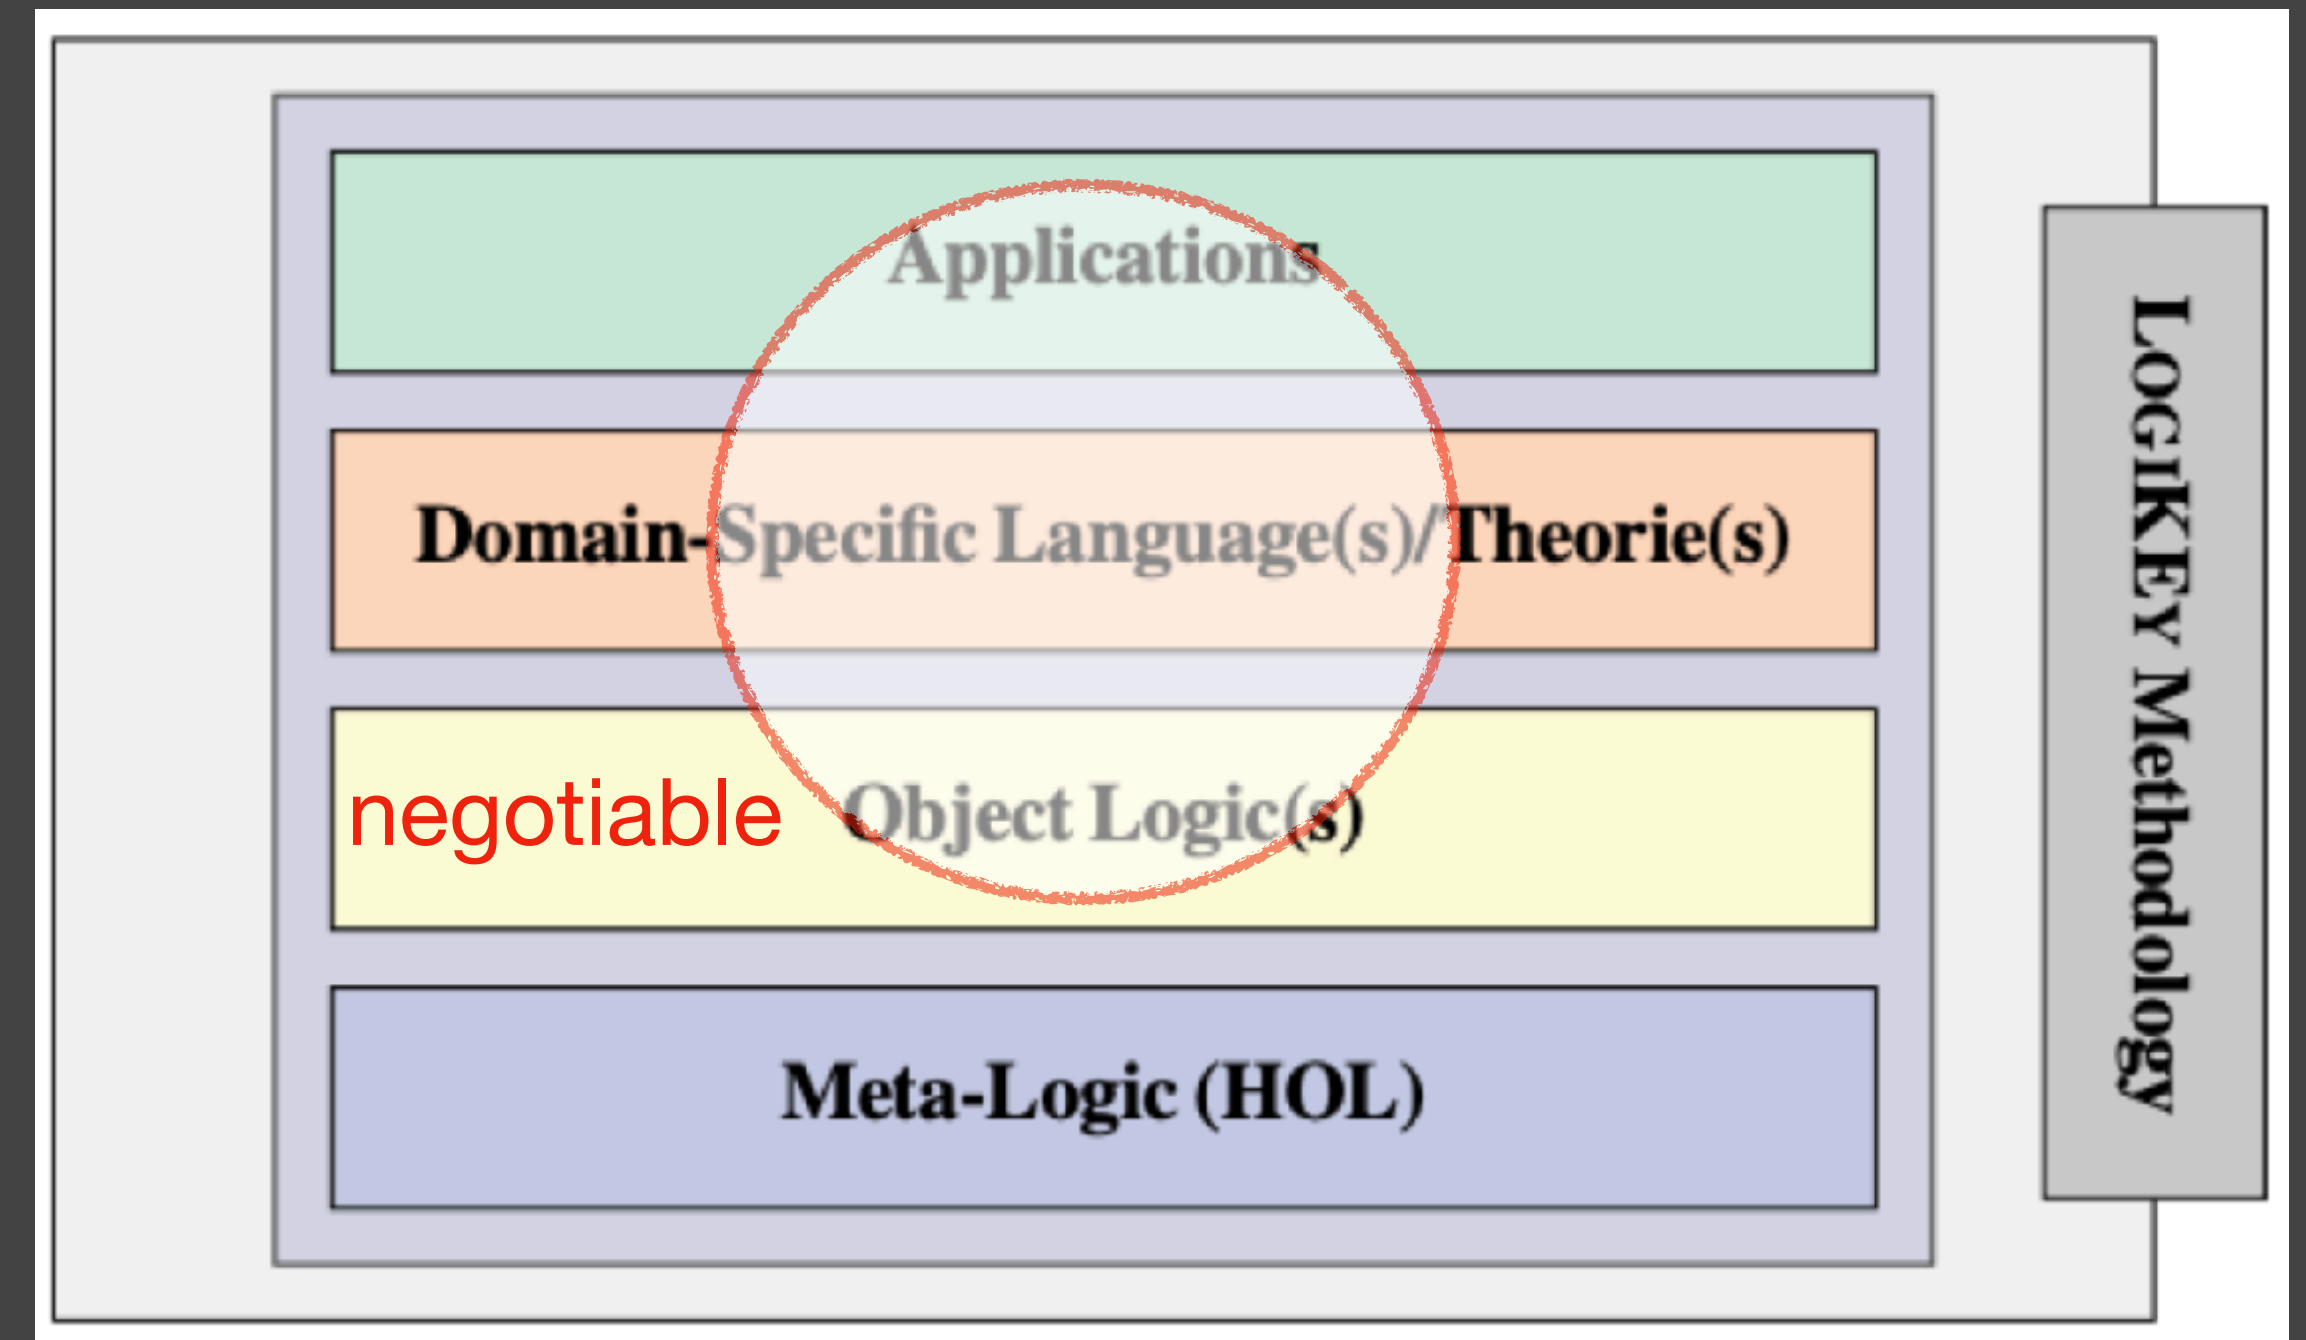 Applications
Domain-Specific Language(s)/Theorie(s)
negotiable
Object Logic(s)
Meta-Logic (HOL)
LOGIKEY Methodology